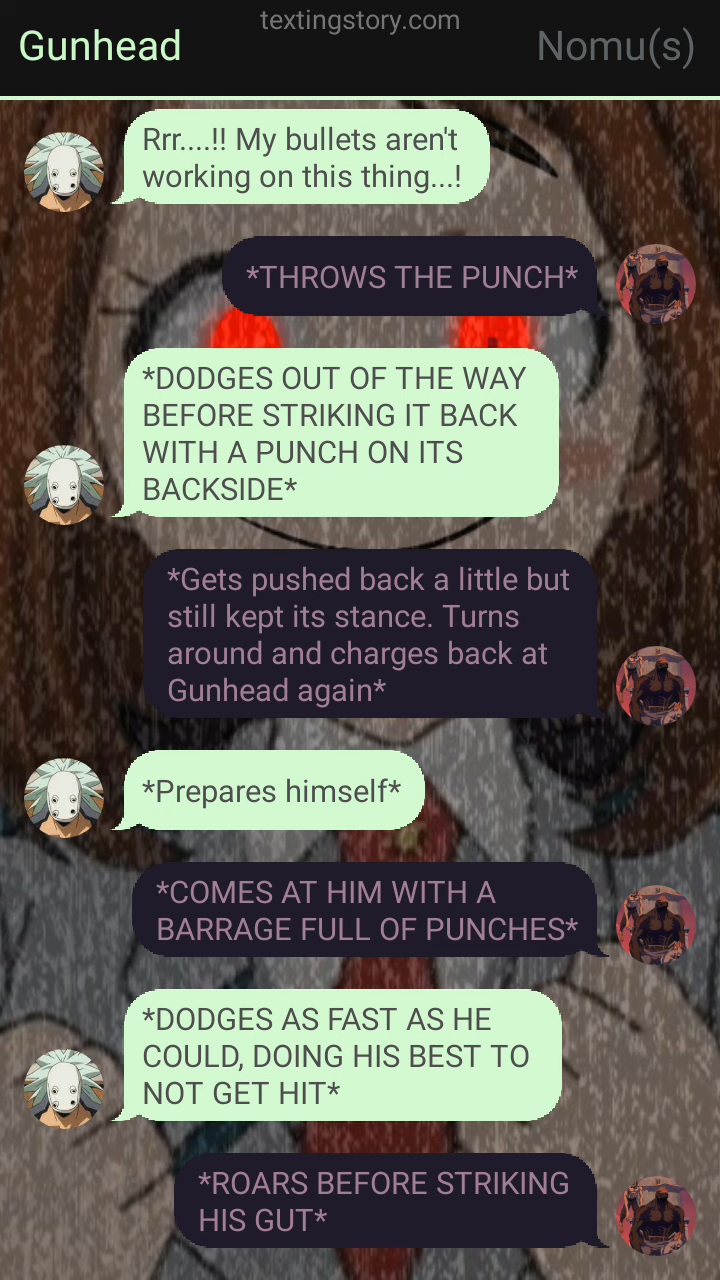 textingstory.com
Gunhead
Nomu(s)
Rrr....!! My bullets aren't
working on this thing...!
*THROWS THE PUNCH*
*DODGES OUT OF THE WAY
BEFORE STRIKING IT BACK
WITH A PUNCH ON ITS
BACKSIDE*
*Gets pushed back a little but
still kept its stance. Turns
around and charges back at
Gunhead again*
*Prepares himself*
*COMES AT HIM WITH A
BARRAGE FULL OF PUNCHES*
*DODGES AS FAST AS HE
COULD, DOING HIS BEST TO
NOT GET HIT*
*ROARS BEFORE STRIKING
HIS GUT*